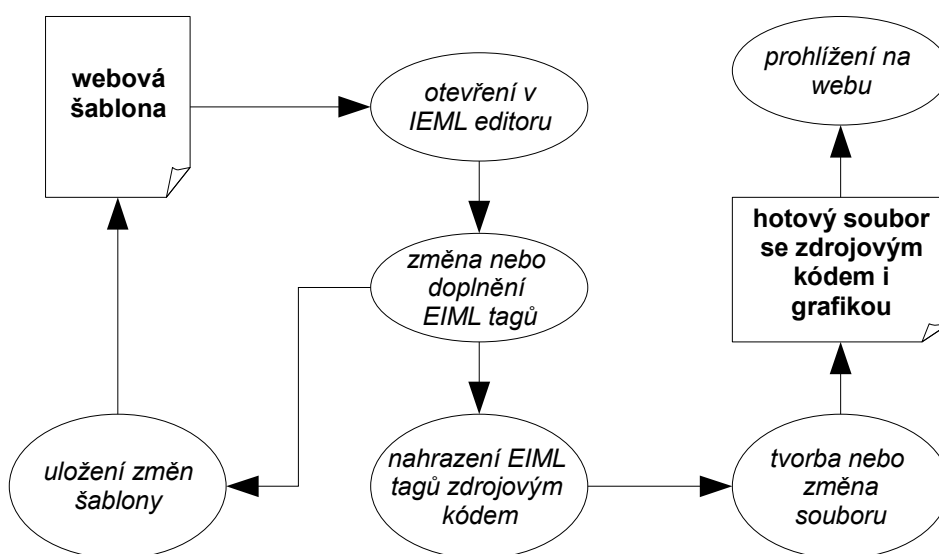 webová
šablona
otevření v
IEML editoru
prohlížení na
webu
změna nebo
doplnění
EIML tagů
hotový soubor
se zdrojovým
kódem i
grafikou
uložení změn
šablony
nahrazení EIML
tagů zdrojovým
kódem
tvorba nebo
změna
souboru